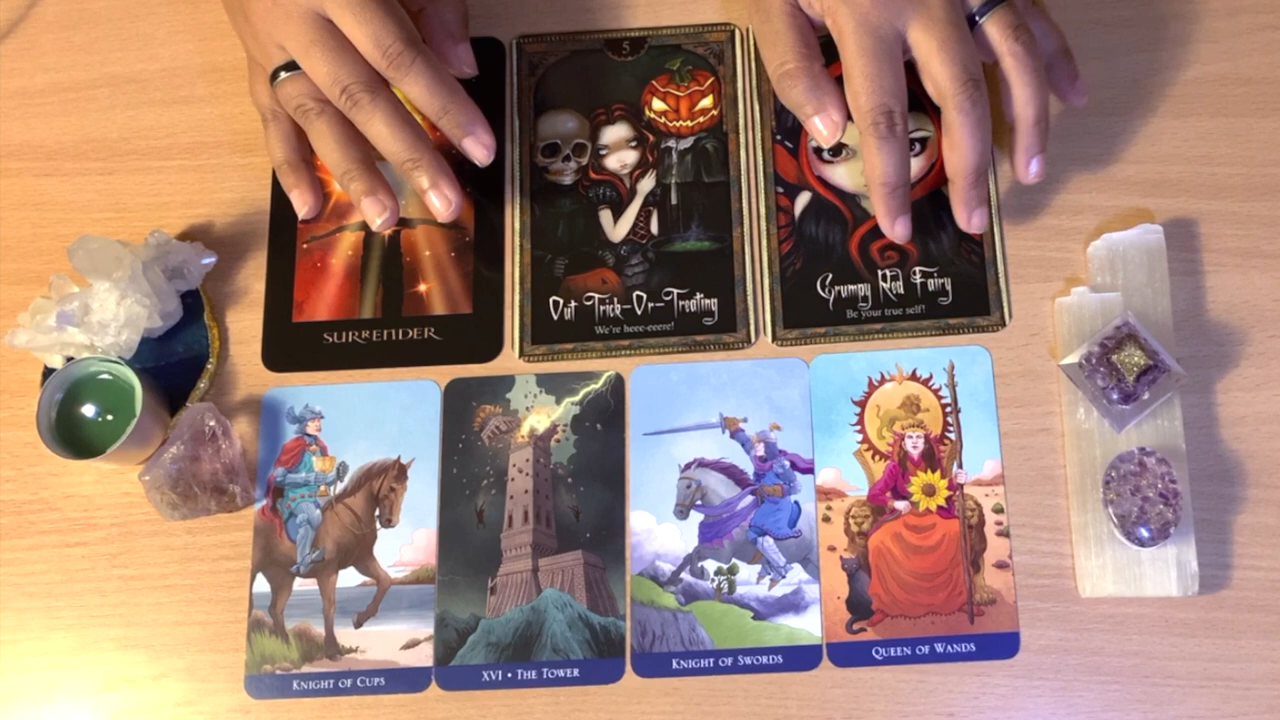 SURRENDER
5
Out Trick-Or-Treating
We're heee-eeere!
Grumpy Red Fairy
Be your true self!
KNIGHT OF CUPS
XVI • THE TOWER
KNIGHT OF SWORDS
QUEEN OF WANDS